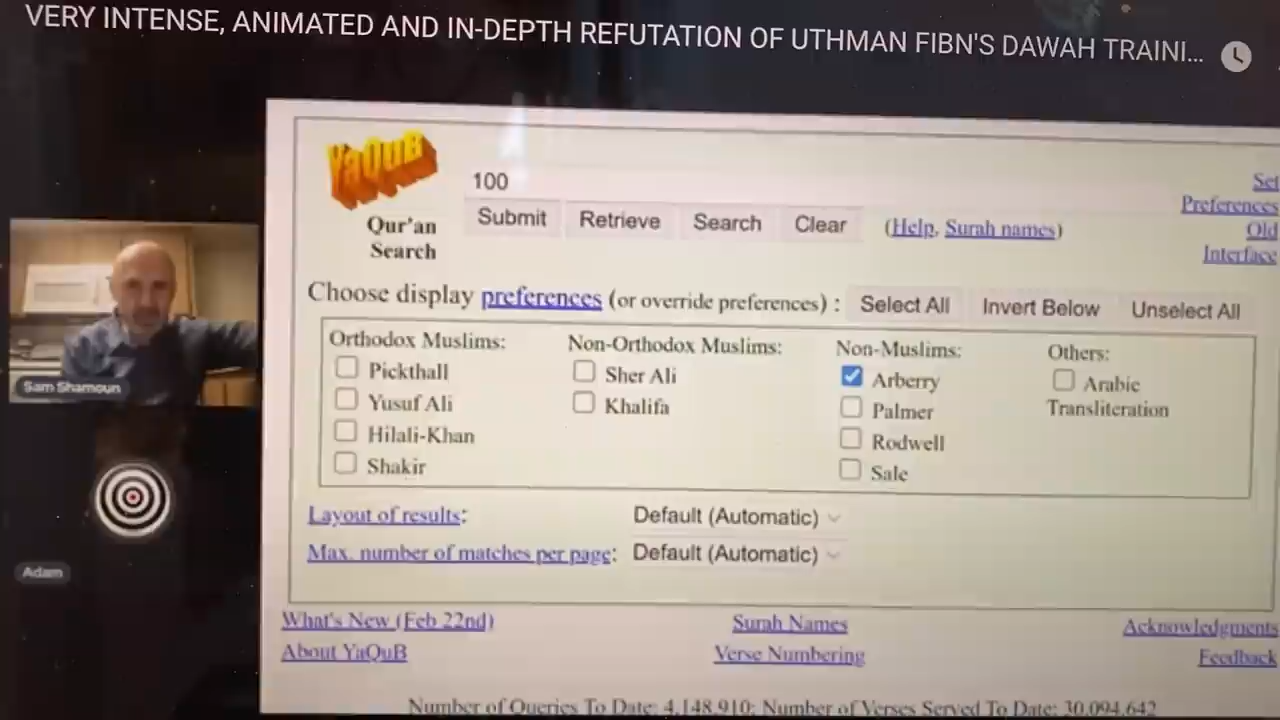 VERY INTENSE, ANIMATED AND IN-DEPTH REFUTATION OF UTHMAN FIBN'S DAWAH TRAINI...
YaQuB
Qur'an
Search
100
Submit Retrieve Search Clear (Help, Surah names)
Set
Preferences
Old
Interface
Choose display preferences (or override preferences) : Select All Invert Below Unselect All
Orthodox Muslims:
Pickthall
Yusuf Ali
Hilali-Khan
Shakir
Non-Orthodox Muslims:
Sher Ali
Khalifa
Non-Muslims:
Arberry
Palmer
Rodwell
Sale
Others:
Arabic
Transliteration
Layout of results: Default (Automatic)
Max. number of matches per page: Default (Automatic)
What's New (Feb 22nd) Surah Names Acknowledgments
About YaQuB Verse Numbering Feedback
Number of Queries To Date: 4,148,910; Number of Verses Served To Date: 30,094,642
Sam Shamoun
Adam